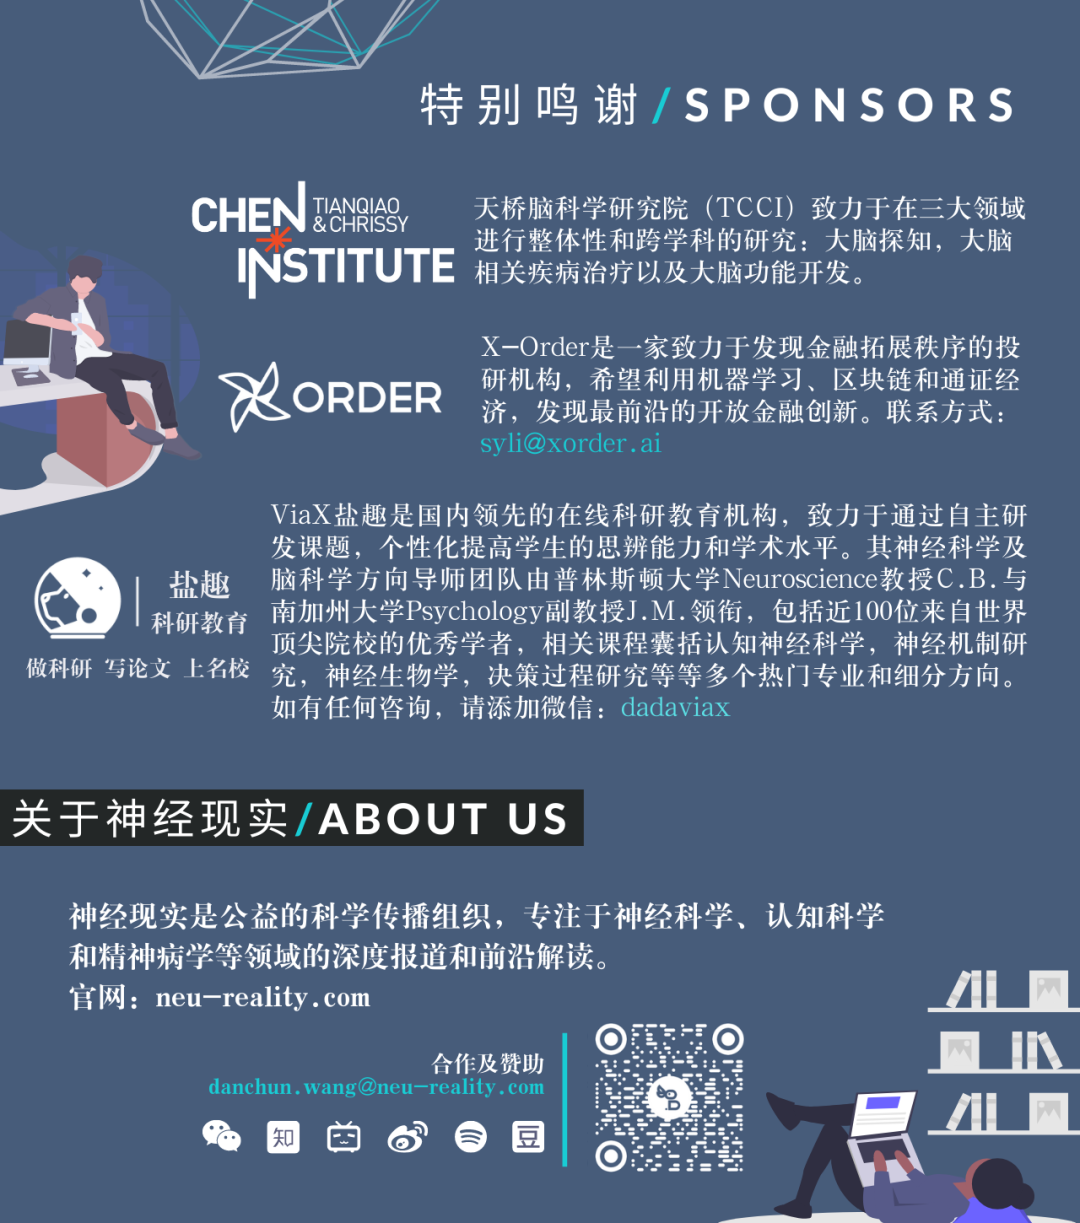 特别鸣谢/SPONSORS
CHEN TIANQIAO & CHRISSY INSTITUTE
天桥脑科学研究院（TCCI）致力于在三大领域
进行整体性和跨学科的研究：大脑探知，大脑
相关疾病治疗以及大脑功能开发。
ORDER
X-Order是一家致力于发现金融拓展秩序的投
研机构，希望利用机器学习、区块链和通证经
济，发现最前沿的开放金融创新。联系方式：
syli@xorder.ai
盐趣
科研教育
做科研 写论文 上名校
ViaX盐趣是国内领先的在线科研教育机构，致力于通过自主研
发课题，个性化提高学生的思辨能力和学术水平。其神经科学及
脑科学方向导师团队由普林斯顿大学Neuroscience教授C.B.与
南加州大学Psychology副教授J.M.领衔，包括近100位来自世界
顶尖院校的优秀学者，相关课程囊括认知神经科学，神经机制研
究，神经生物学，决策过程研究等等多个热门专业和细分方向。
如有任何咨询，请添加微信：dadaviax
关于神经现实/ABOUT US
神经现实是公益的科学传播组织，专注于神经科学、认知科学
和精神病学等领域的深度报道和前沿解读。
官网：neu-reality.com
合作及赞助
danchun.wang@neu-reality.com
知
豆